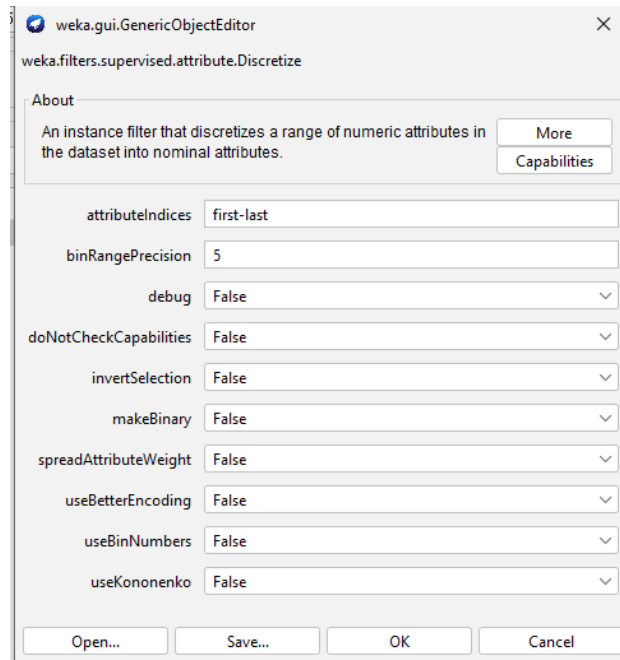 weka.gui.GenericObjectEditor
weka.filters.supervised.attribute.Discretize
About
An instance filter that discretizes a range of numeric attributes in
the dataset into nominal attributes.
More
Capabilities
attributeIndices first-last
binRangePrecision 5
debug False
doNotCheckCapabilities False
invertSelection False
makeBinary False
spreadAttributeWeight False
useBetterEncoding False
useBinNumbers False
useKononenko False
Open... Save... OK Cancel